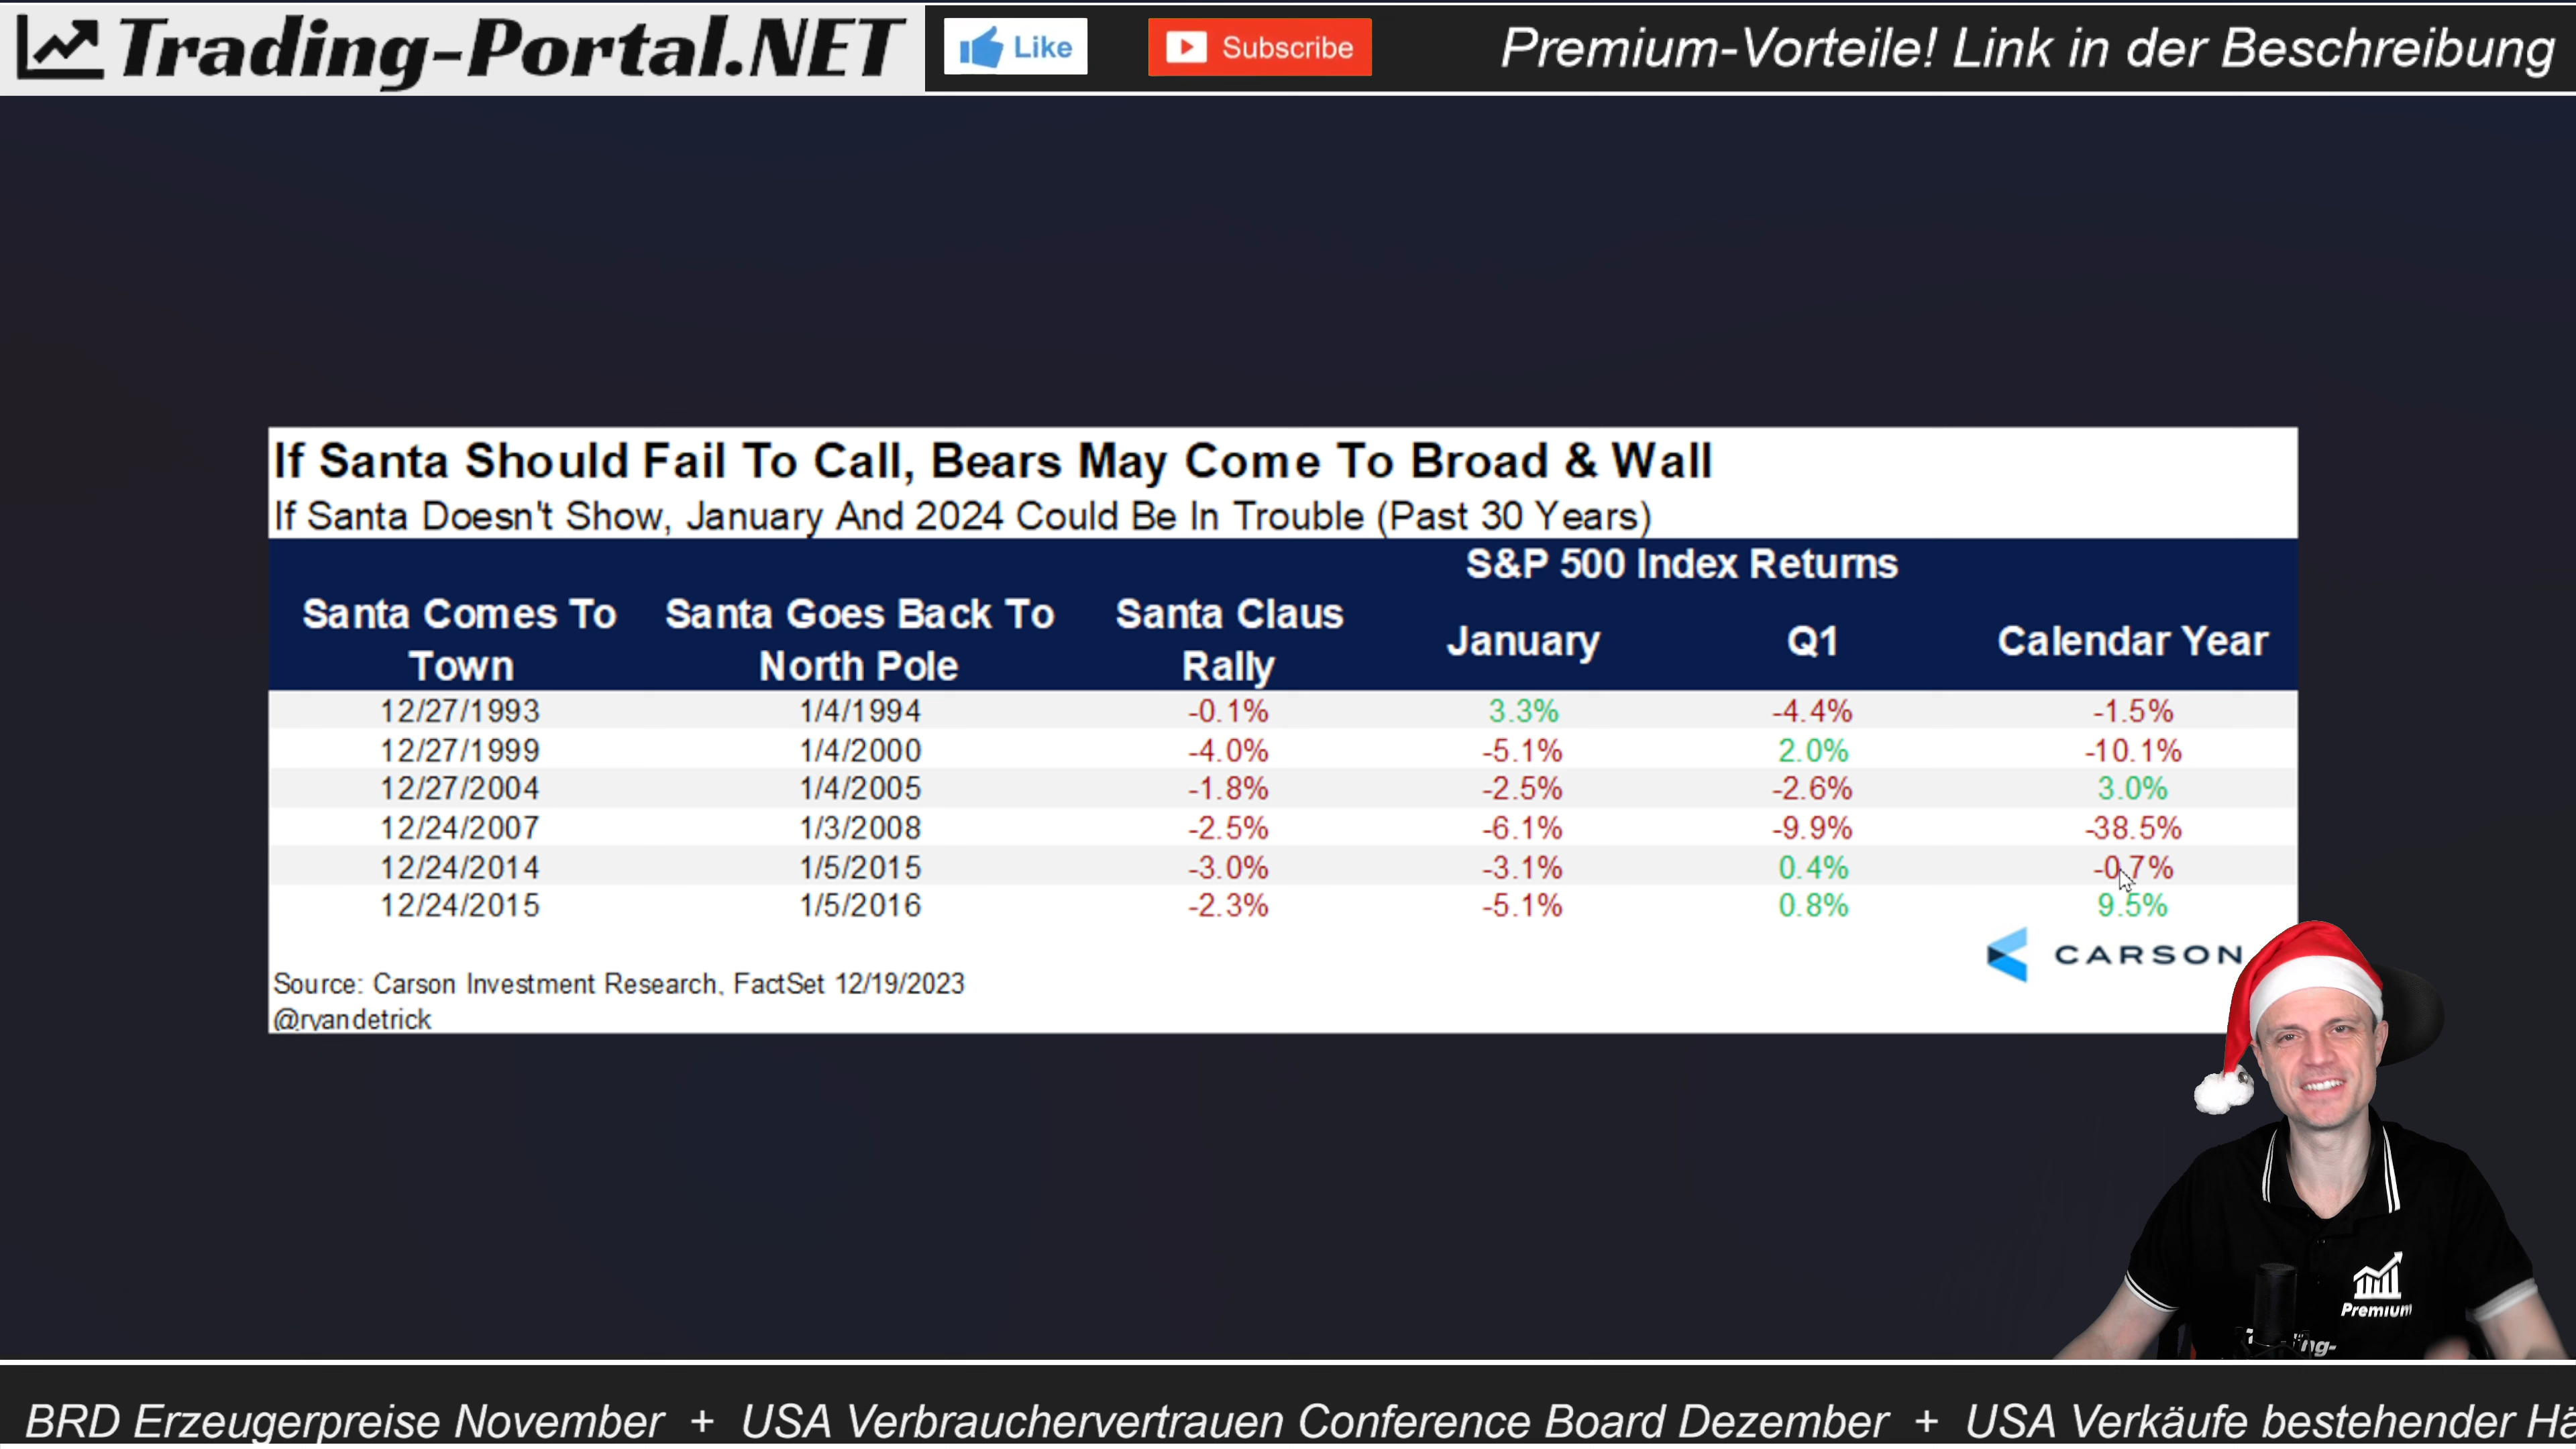 Trading-Portal.NET
Like
Subscribe
Premium-Vorteile! Link in der Beschreibung
If Santa Should Fail To Call, Bears May Come To Broad & Wall
If Santa Doesn't Show, January And 2024 Could Be In Trouble (Past 30 Years)
S&P 500 Index Returns
Santa Comes To Town Santa Goes Back To North Pole Santa Claus Rally January Q1 Calendar Year
12/27/1993 1/4/1994 -0.1% 3.3% -4.4% -1.5%
12/27/1999 1/4/2000 -4.0% -5.1% 2.0% -10.1%
12/27/2004 1/4/2005 -1.8% -2.5% -2.6% 3.0%
12/24/2007 1/3/2008 -2.5% -6.1% -9.9% -38.5%
12/24/2014 1/5/2015 -3.0% -3.1% 0.4% -0.7%
12/24/2015 1/5/2016 -2.3% -5.1% 0.8% 9.5%
CARSON
Source: Carson Investment Research, FactSet 12/19/2023
@ryandetrick
Premium
BRD Erzeugerpreise November + USA Verbrauchervertrauen Conference Board Dezember + USA Verkäufe bestehender